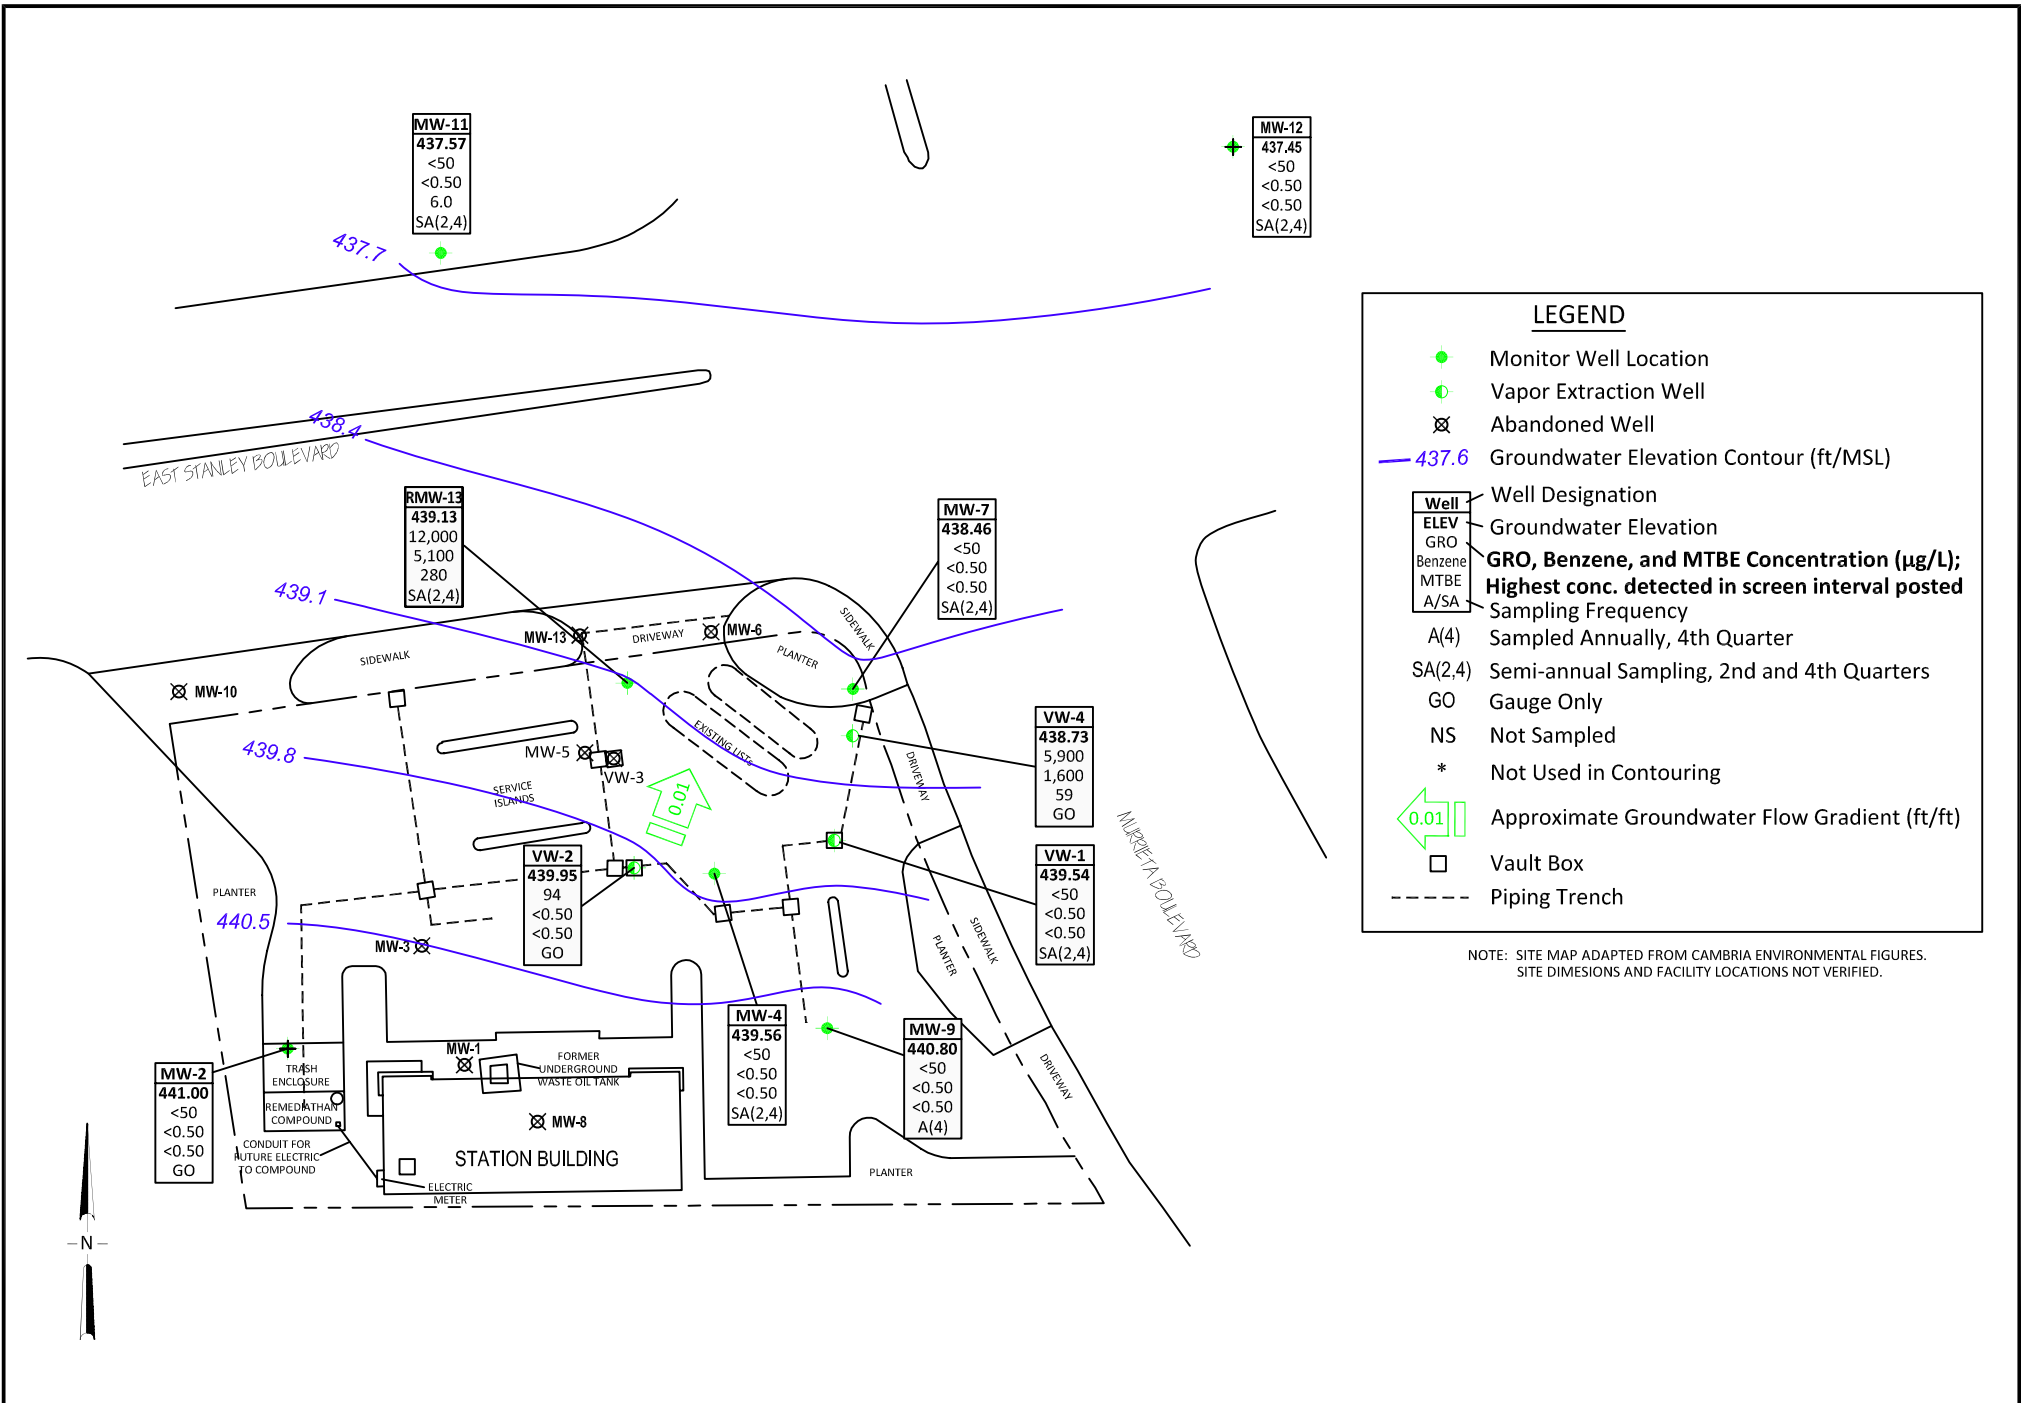 MW-11
437.57
<50
<0.50
6.0
SA(2,4)
MW-12
437.45
<50
<0.50
<0.50
SA(2,4)
437.7
438.4
EAST STANLEY BOULEVARD
RMW-13
439.13
12,000
5,100
280
SA(2,4)
MW-7
438.46
<50
<0.50
<0.50
SA(2,4)
439.1
MW-13
DRIVEWAY
MW-6
SIDEWALK
PLANTER
SIDEWALK
MW-10
439.8
MW-5
VW-3
EXISTING LISTs
SERVICE
ISLANDS
0.01
DRIVEWAY
VW-4
438.73
5,900
1,600
59
GO
MURRIETA BOULEVARD
VW-2
439.95
94
<0.50
<0.50
GO
VW-1
439.54
<50
<0.50
<0.50
SA(2,4)
PLANTER
440.5
MW-3
PLANTER
SIDEWALK
MW-4
439.56
<50
<0.50
<0.50
SA(2,4)
MW-9
440.80
<50
<0.50
<0.50
A(4)
DRIVEWAY
MW-2
441.00
<50
<0.50
<0.50
GO
TRASH
ENCLOSURE
REMEDIATHAN
COMPOUND
CONDUIT FOR
FUTURE ELECTRIC
TO COMPOUND
MW-1
FORMER
UNDERGROUND
WASTE OIL TANK
MW-8
STATION BUILDING
ELECTRIC
METER
PLANTER
N
LEGEND
Monitor Well Location
Vapor Extraction Well
Abandoned Well
437.6 Groundwater Elevation Contour (ft/MSL)
Well
ELEV
GRO
Benzene
MTBE
A/SA
Well Designation
Groundwater Elevation
GRO, Benzene, and MTBE Concentration (µg/L);
Highest conc. detected in screen interval posted
Sampling Frequency
A(4) Sampled Annually, 4th Quarter
SA(2,4) Semi-annual Sampling, 2nd and 4th Quarters
GO Gauge Only
NS Not Sampled
* Not Used in Contouring
0.01 Approximate Groundwater Flow Gradient (ft/ft)
Vault Box
Piping Trench
NOTE: SITE MAP ADAPTED FROM CAMBRIA ENVIRONMENTAL FIGURES.
SITE DIMESIONS AND FACILITY LOCATIONS NOT VERIFIED.